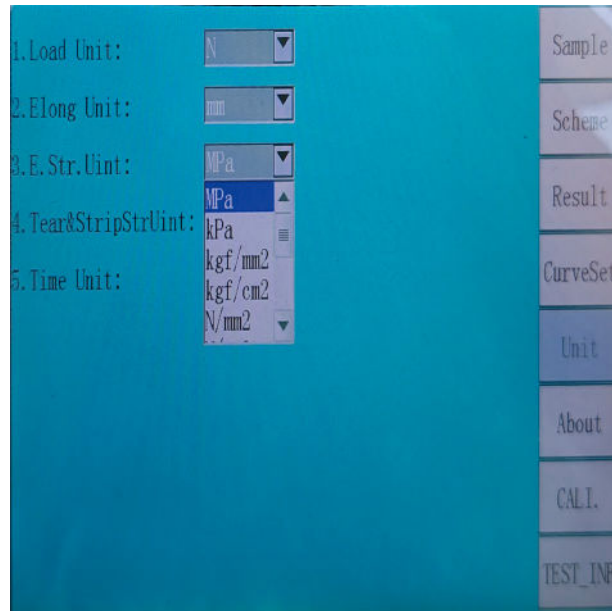 1.Load Unit: N
2.Elong Unit: mm
3.E.Str.Uint: MPa
MPa
kPa
kgf/mm2
kgf/cm2
N/mm2
4.Tear&StripStrUint:
5.Time Unit:
Sample
Scheme
Result
CurveSet
Unit
About
CALI.
TEST_INF